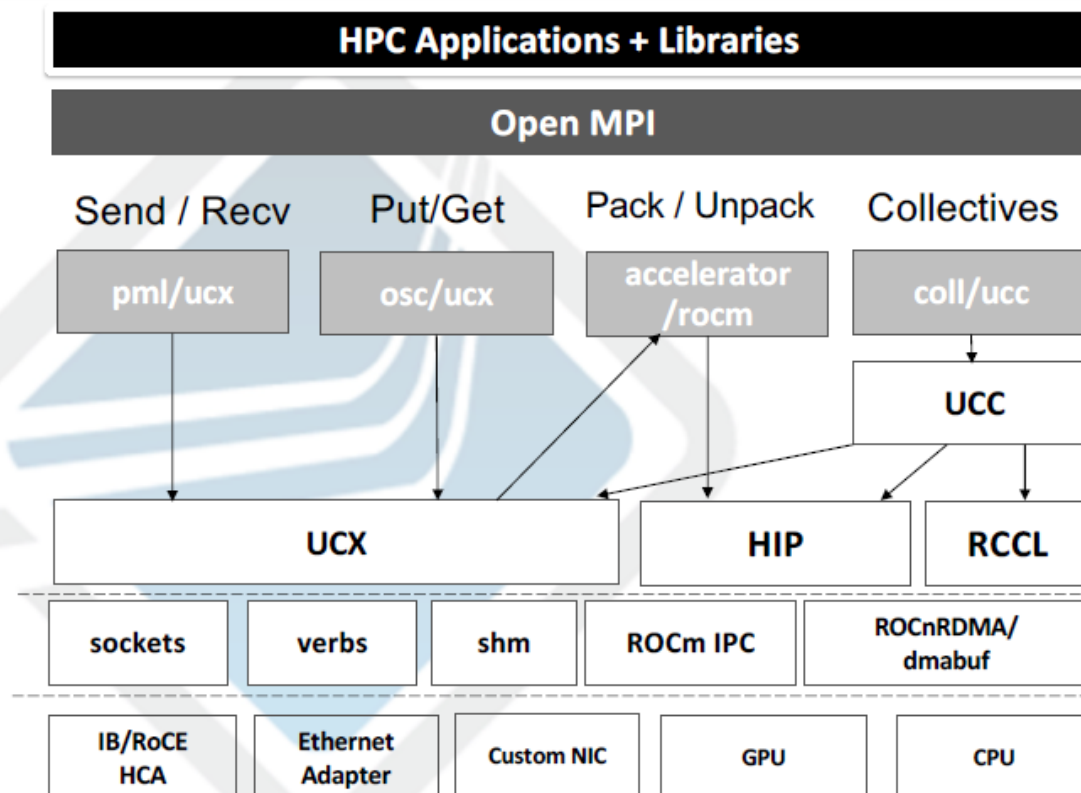 HPC Applications + Libraries
Open MPI
Send / Recv
Put/Get
Pack / Unpack
Collectives
pml/ucx
osc/ucx
accelerator
/rocm
coll/ucc
UCC
UCX
HIP
RCCL
sockets
verbs
shm
ROCm IPC
ROCnRDMA/
dmabuf
IB/RoCE
HCA
Ethernet
Adapter
Custom NIC
GPU
CPU